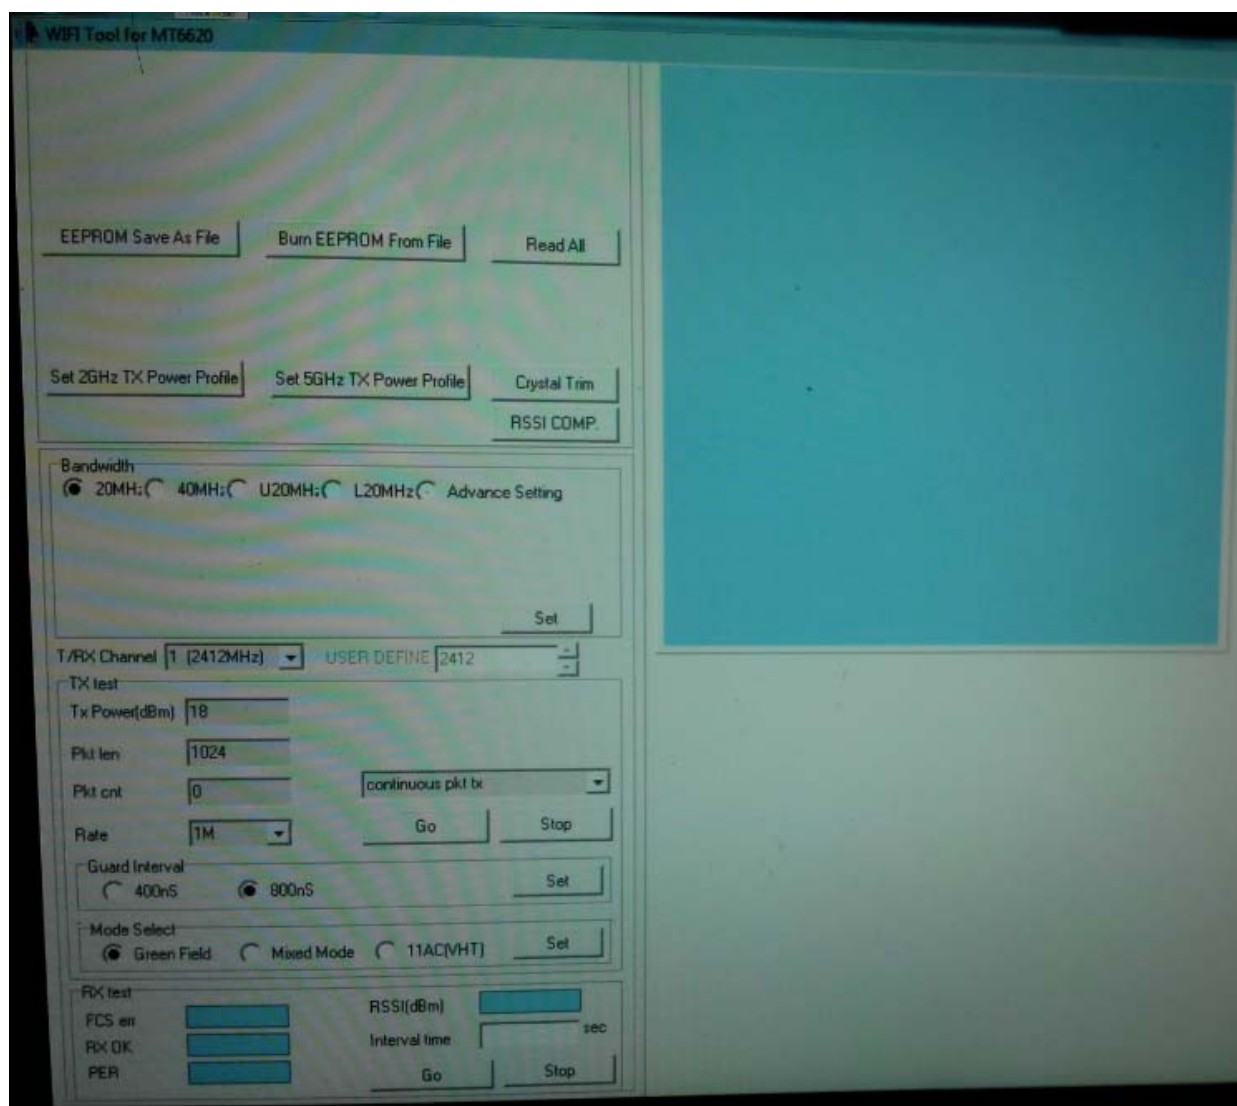 WIFI Tool for MT6620
EEPROM Save As File Burn EEPROM From File Read All
Set 2GHz TX Power Profile Set 5GHz TX Power Profile Crystal Trim
RSSI COMP.
Bandwidth
20MHz 40MHz U20MHz L20MHz Advance Setting
Set
T/RX Channel 1 (2412MHz) USER DEFINE 2412
TX test
Tx Power(dBm) 18
Pkt len 1024
Pkt cnt 0 continuous pkt tx
Rate 1M Go Stop
Guard Interval
400nS 800nS Set
Mode Select
Green Field Mixed Mode 11AC(VHT) Set
RX test
FCS err RSSI(dBm)
RX OK Interval time sec
PER Go Stop